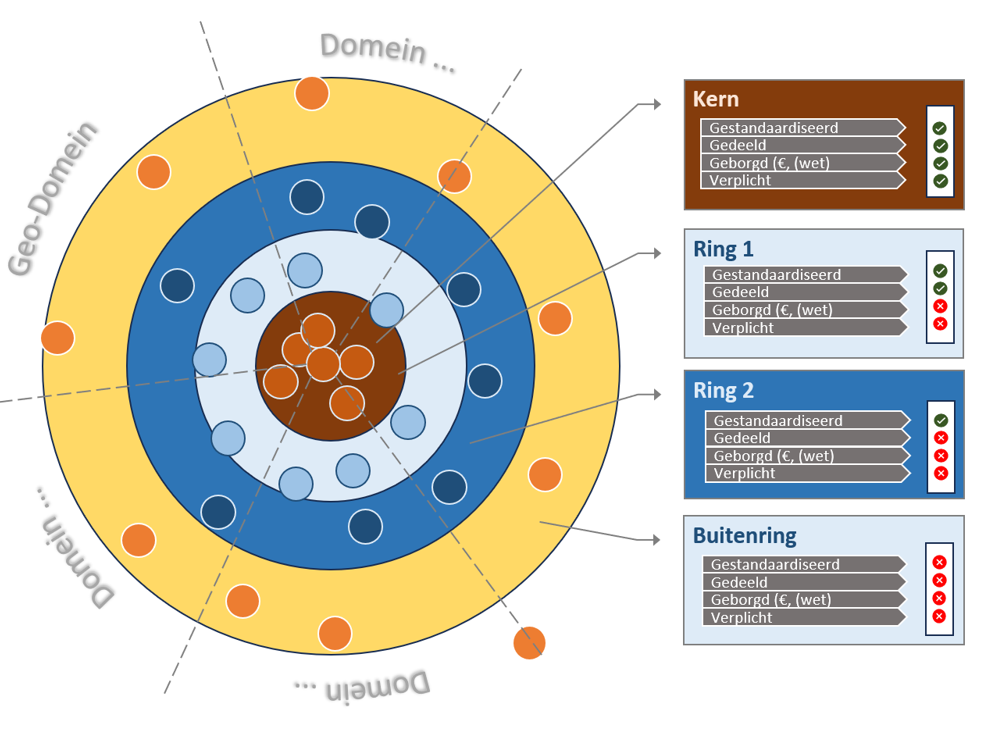 Domein ...
Geo-Domein
Domein ...
Domein ...
Kern
Gestandaardiseerd
Gedeeld
Geborgd (€, (wet)
Verplicht
Ring 1
Gestandaardiseerd
Gedeeld
Geborgd (€, (wet)
Verplicht
Ring 2
Gestandaardiseerd
Gedeeld
Geborgd (€, (wet)
Verplicht
Buitenring
Gestandaardiseerd
Gedeeld
Geborgd (€, (wet)
Verplicht